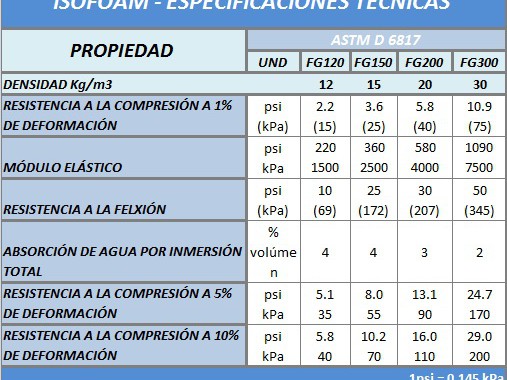 ISOFOAM - ESPECIFICACIONES TECNICAS
PROPIEDAD
ASTM D 6817
UND FG120 FG150 FG200 FG300
DENSIDAD Kg/m3 12 15 20 30
RESISTENCIA A LA COMPRESIÓN A 1% psi 2.2 3.6 5.8 10.9
DE DEFORMACIÓN (kPa) (15) (25) (40) (75)
psi 220 360 580 1090
MÓDULO ELÁSTICO kPa 1500 2500 4000 7500
psi 10 25 30 50
RESISTENCIA A LA FELXIÓN (kPa) (69) (172) (207) (345)
%
ABSORCIÓN DE AGUA POR INMERSIÓN volúme 4 4 3 2
TOTAL n
RESISTENCIA A LA COMPRESIÓN A 5% psi 5.1 8.0 13.1 24.7
DE DEFORMACIÓN kPa 35 55 90 170
RESISTENCIA A LA COMPRESIÓN A 10% psi 5.8 10.2 16.0 29.0
DE DEFORMACIÓN kPa 40 70 110 200
1psi = 0.145 kPa